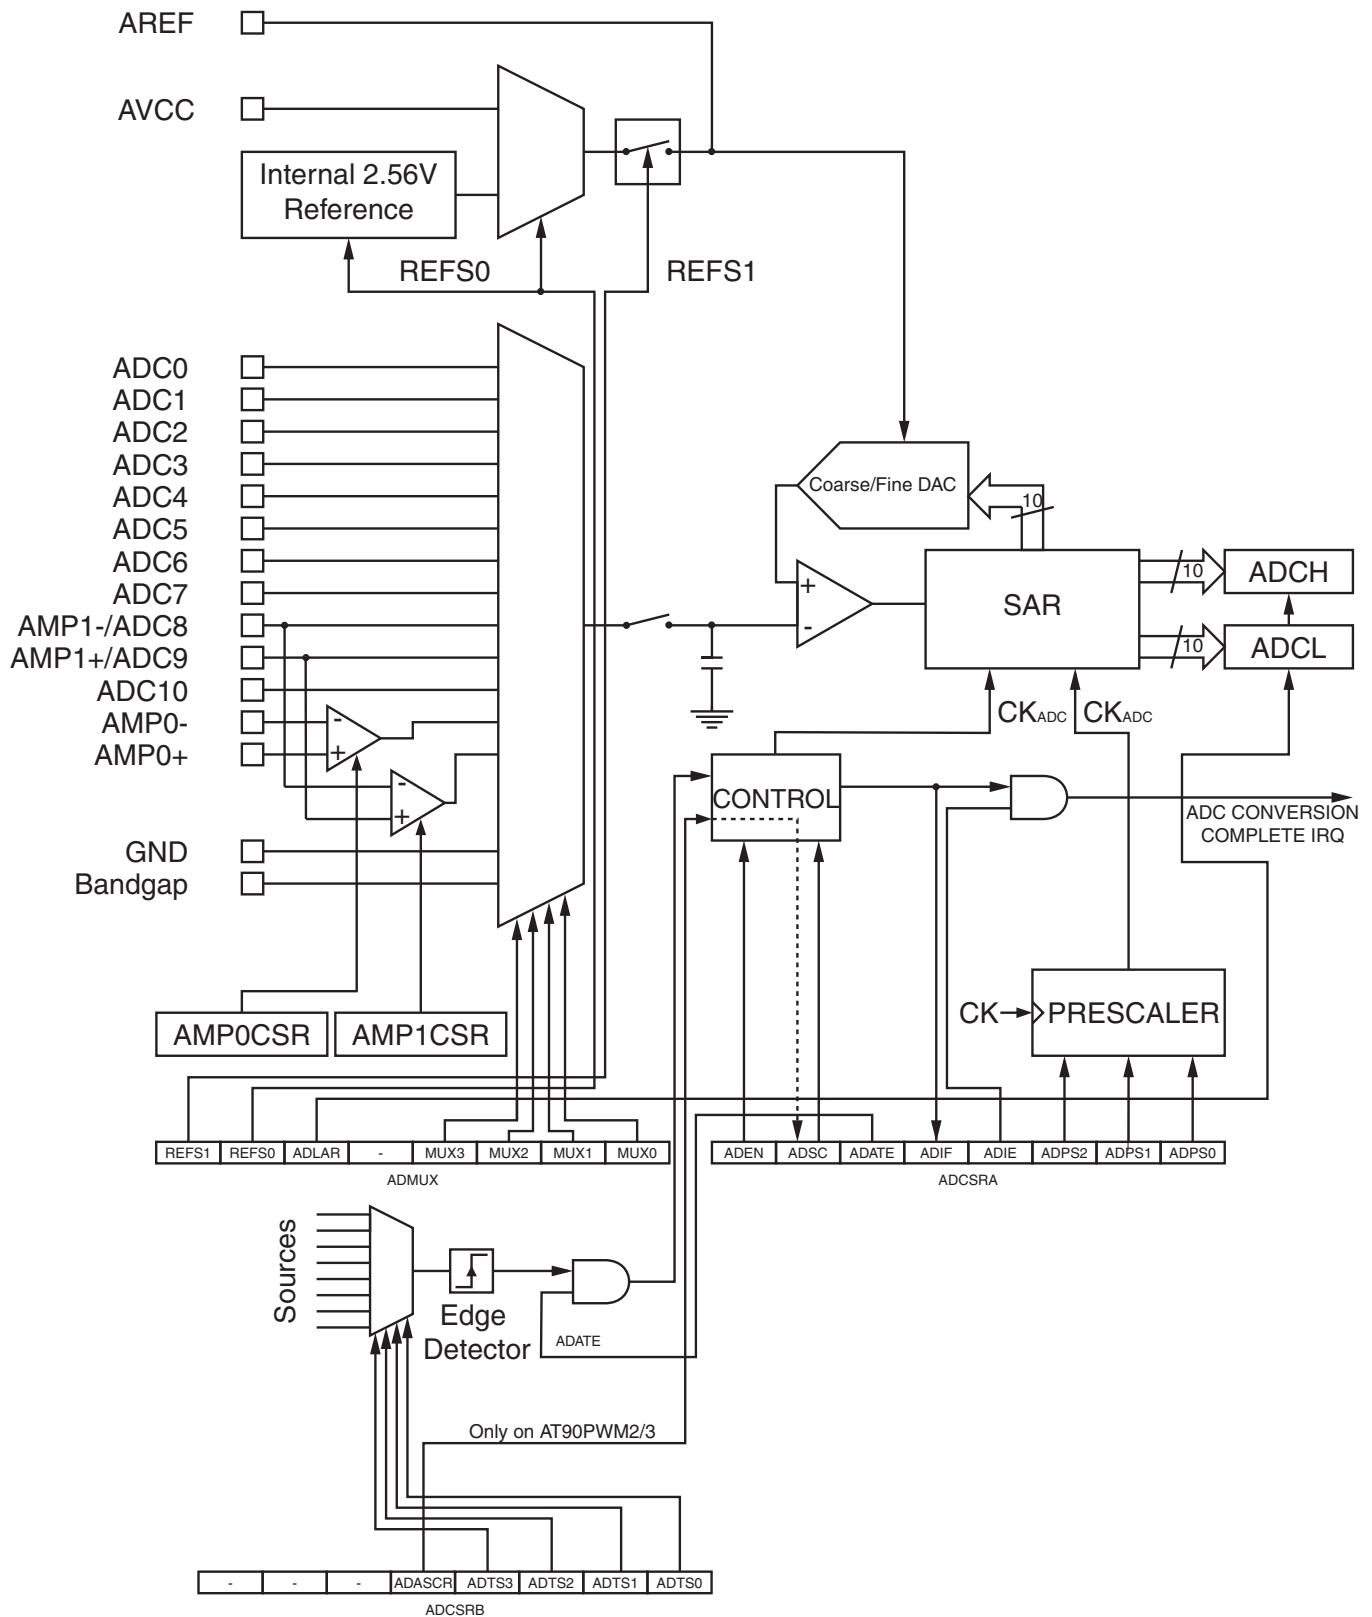 AREF
AVCC
Internal 2.56V
Reference
REFS0
REFS1
ADC0
ADC1
ADC2
ADC3
ADC4
ADC5
ADC6
ADC7
AMP1-/ADC8
AMP1+/ADC9
ADC10
AMP0-
AMP0+
-
+
-
+
GND
Bandgap
Coarse/Fine DAC
10
+
-
SAR
10
ADCH
10
ADCL
CKADC
CKADC
CONTROL
ADC CONVERSION
COMPLETE IRQ
CK
PRESCALER
AMP0CSR
AMP1CSR
REFS1 REFS0 ADLAR - MUX3 MUX2 MUX1 MUX0
ADMUX
ADEN ADSC ADATE ADIF ADIE ADPS2 ADPS1 ADPS0
ADCSRA
Sources
Edge
Detector
ADATE
Only on AT90PWM2/3
- - - ADASCR ADTS3 ADTS2 ADTS1 ADTS0
ADCSRB